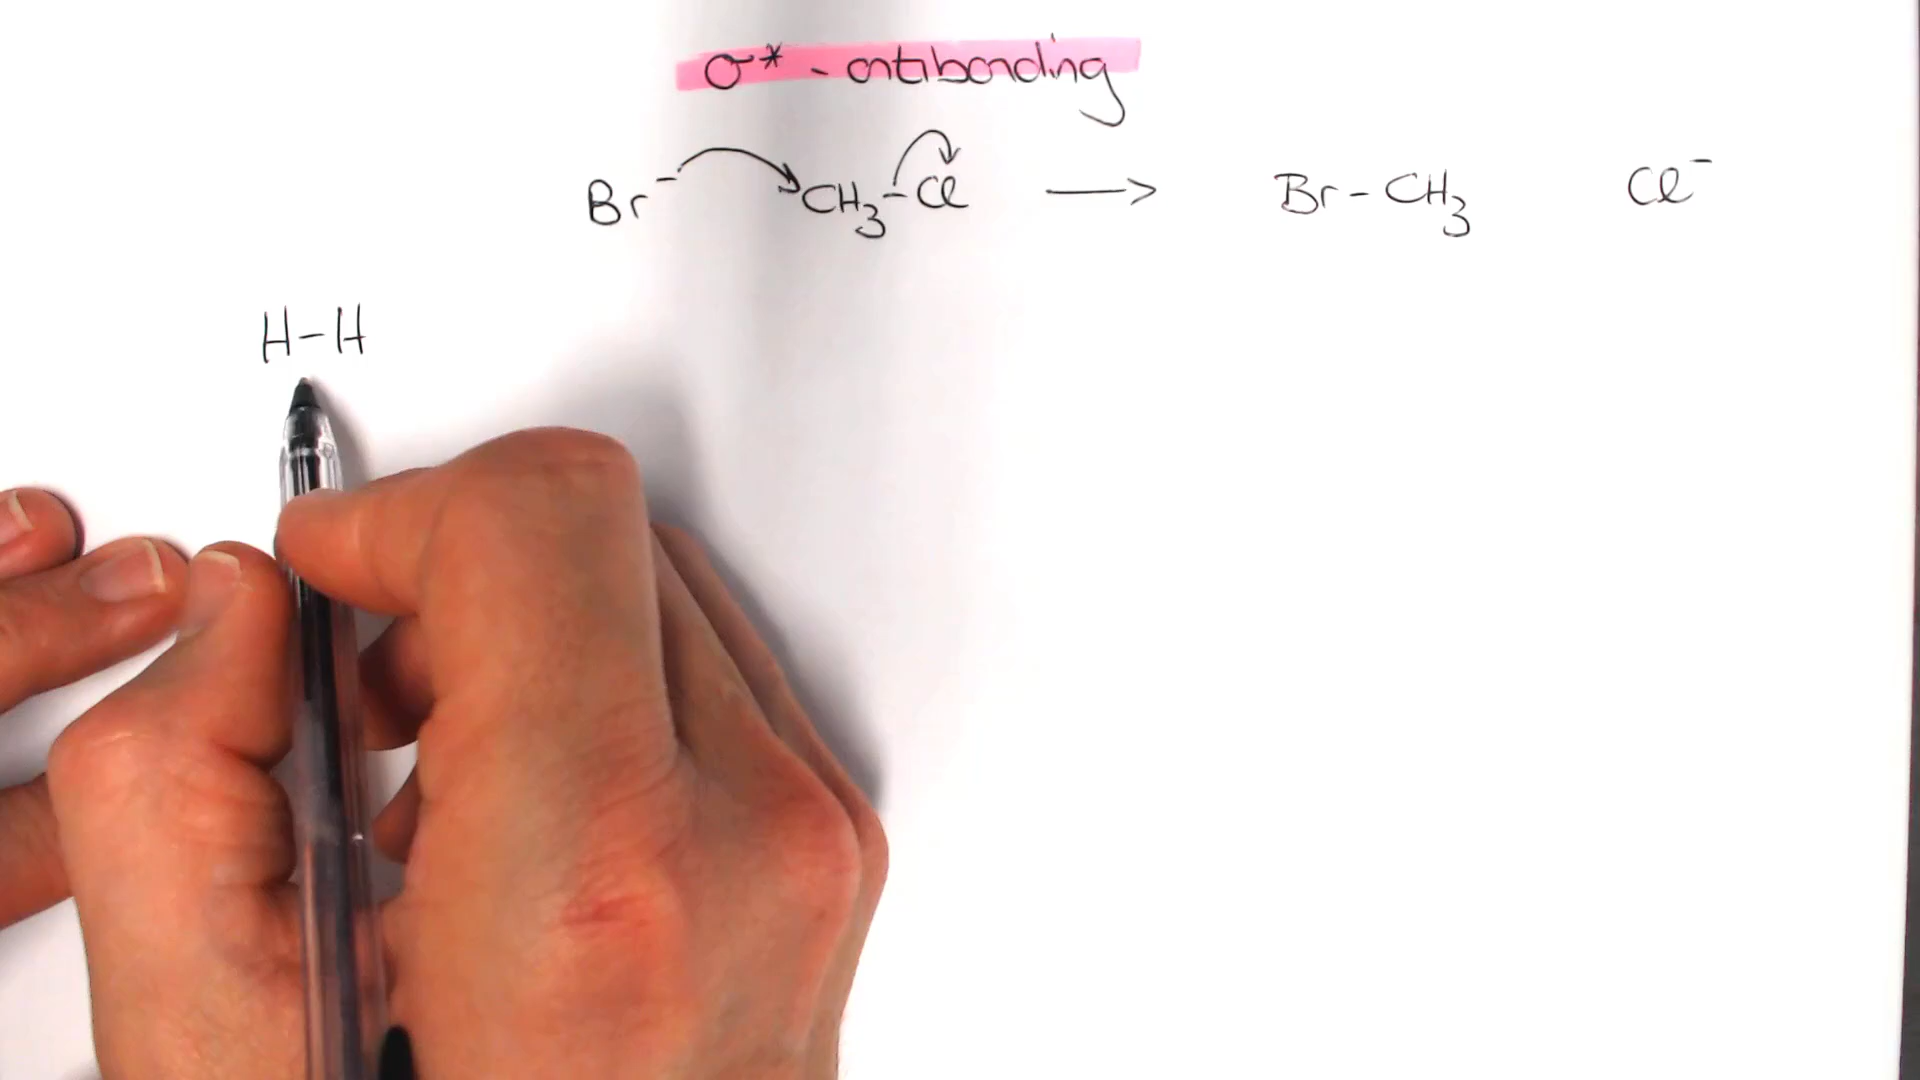 σ* - antibonding
Br⁻ CH₃-Cl ⟶ Br-CH₃ Cl⁻
H-H